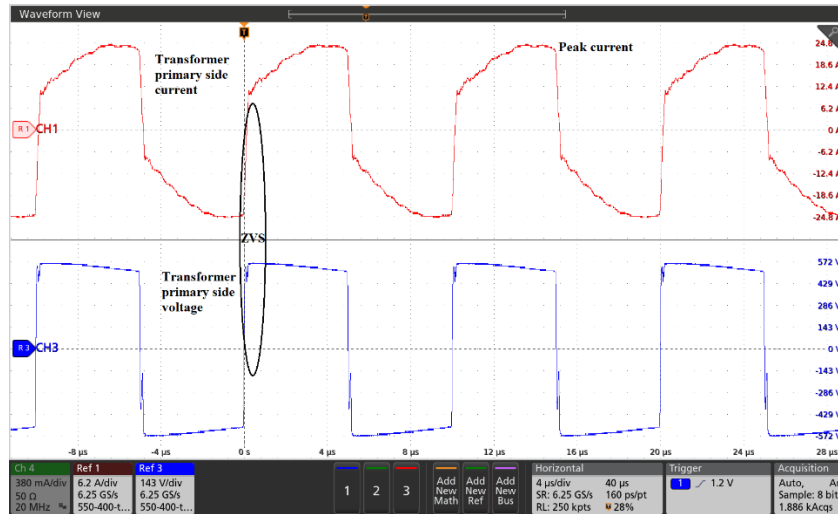 Waveform View
T
U
24.8 A
Transformer
primary side
current
Peak current
18.6 A
12.4 A
6.2 A
R 1
CH1
0 A
-6.2 A
-12.4 A
-18.6 A
-24.8 A
ZVS
572 V
Transformer
primary side
voltage
429 V
286 V
143 V
R 3
CH3
0 V
-143 V
-286 V
-429 V
-572 V
-8 µs
-4 µs
0 s
4 µs
8 µs
12 µs
16 µs
20 µs
24 µs
28 µs
Ch 4
380 mA/div
50 Ω
20 MHz
Ref 1
6.2 A/div
6.25 GS/s
550-400-t...
Ref 3
143 V/div
6.25 GS/s
550-400-t...
1
2
3
Add
New
Math
Add
New
Ref
Add
New
Bus
Horizontal
4 µs/div
40 µs
SR: 6.25 GS/s
160 ps/pt
RL: 250 kpts
28%
Trigger
1
1.2 V
Acquisition
Auto,
Sample: 8 bit
1.886 kAcqs